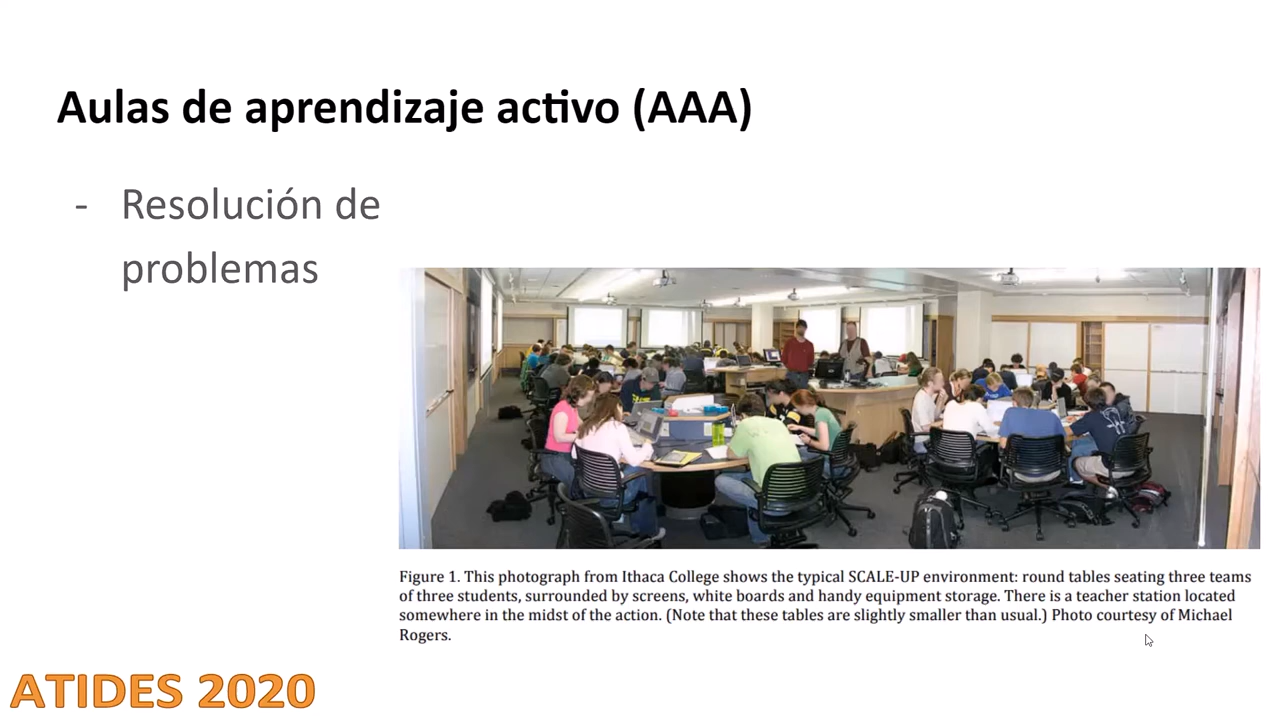 Aulas de aprendizaje activo (AAA)
- Resolución de
problemas
Figure 1. This photograph from Ithaca College shows the typical SCALE-UP environment: round tables seating three teams
of three students, surrounded by screens, white boards and handy equipment storage. There is a teacher station located
somewhere in the midst of the action. (Note that these tables are slightly smaller than usual.) Photo courtesy of Michael
Rogers.
ATIDES 2020